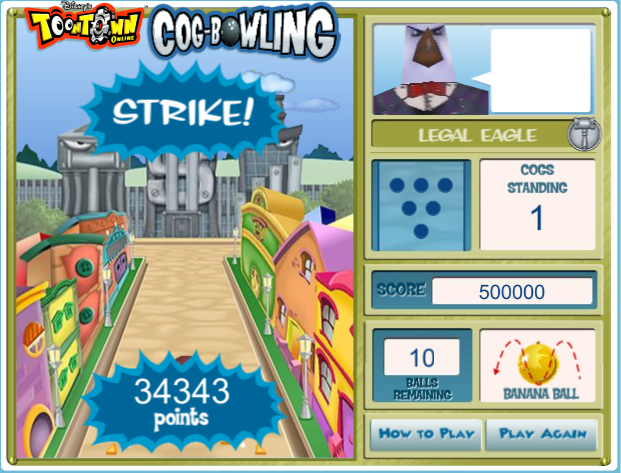 Disney's
TOONTOWN
ONLINE
COG-BOWLING
STRIKE!
34343
points
LEGAL EAGLE
COGS
STANDING
1
SCORE 500000
10
BALLS
REMAINING
BANANA BALL
HOW TO PLAY
PLAY AGAIN